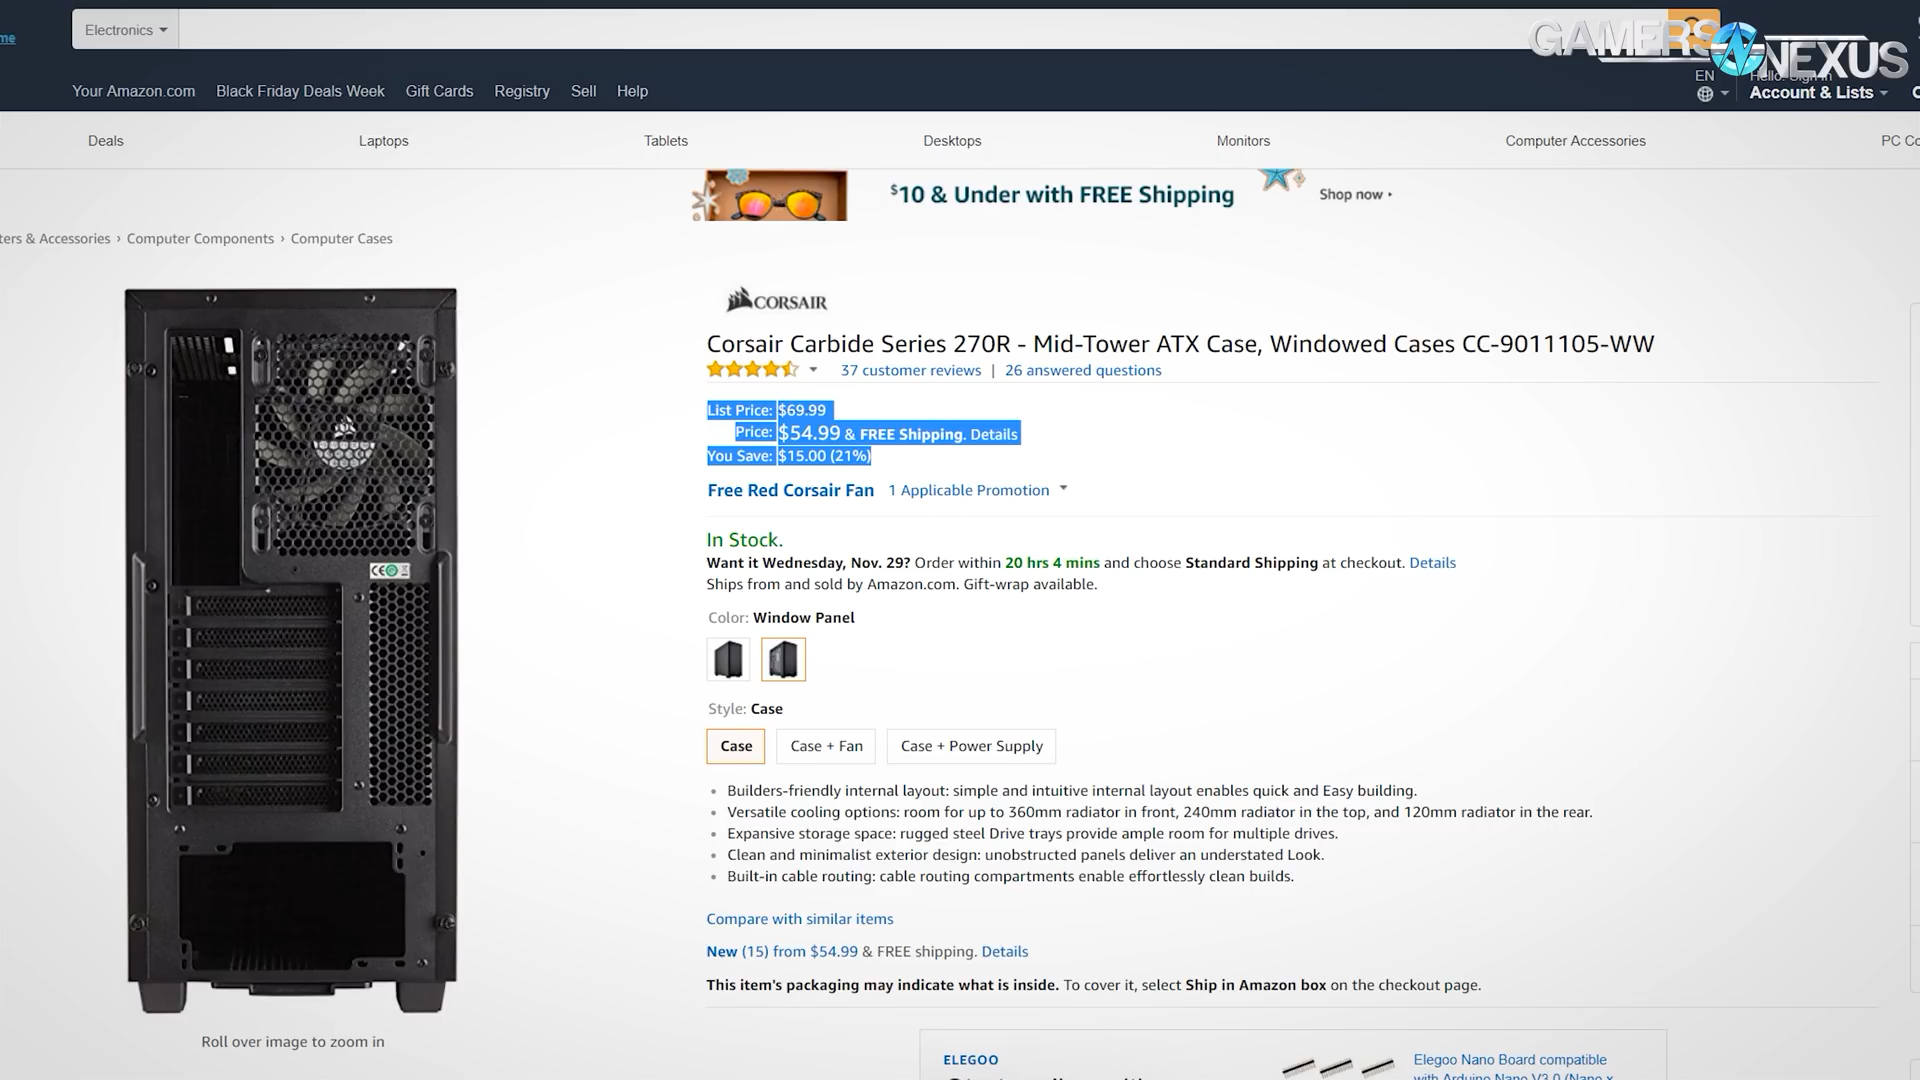 me
Electronics
GAMERS NEXUS
EN
Hello. Sign in
Your Amazon.com
Black Friday Deals Week
Gift Cards
Registry
Sell
Help
Account & Lists
Deals
Laptops
Tablets
Desktops
Monitors
Computer Accessories
PC Co
$10 & Under with FREE Shipping
Shop now
ters & Accessories › Computer Components › Computer Cases
CORSAIR
Corsair Carbide Series 270R - Mid-Tower ATX Case, Windowed Cases CC-9011105-WW
37 customer reviews | 26 answered questions
List Price: $69.99
Price: $54.99 & FREE Shipping. Details
You Save: $15.00 (21%)
Free Red Corsair Fan 1 Applicable Promotion
In Stock.
Want it Wednesday, Nov. 29? Order within 20 hrs 4 mins and choose Standard Shipping at checkout. Details
Ships from and sold by Amazon.com. Gift-wrap available.
Color: Window Panel
Style: Case
Case
Case + Fan
Case + Power Supply
• Builders-friendly internal layout: simple and intuitive internal layout enables quick and Easy building.
• Versatile cooling options: room for up to 360mm radiator in front, 240mm radiator in the top, and 120mm radiator in the rear.
• Expansive storage space: rugged steel Drive trays provide ample room for multiple drives.
• Clean and minimalist exterior design: unobstructed panels deliver an understated Look.
• Built-in cable routing: cable routing compartments enable effortlessly clean builds.
Compare with similar items
New (15) from $54.99 & FREE shipping. Details
This item's packaging may indicate what is inside. To cover it, select Ship in Amazon box on the checkout page.
Roll over image to zoom in
ELEGOO
Elegoo Nano Board compatible
with Arduino Nano V3.0 (Nano x